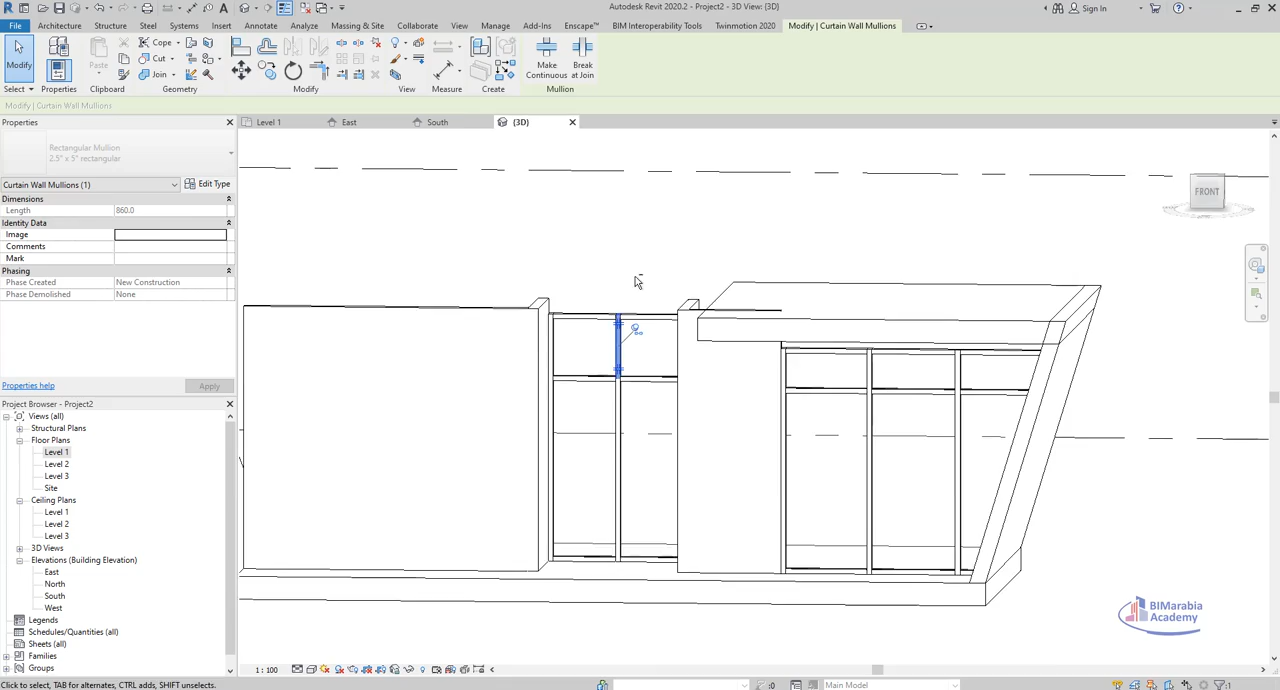 Autodesk Revit 2020.2 - Project2 - 3D View: {3D}
Sign In
File
Architecture
Structure
Steel
Systems
Insert
Annotate
Analyze
Massing & Site
Collaborate
View
Manage
Add-Ins
Enscape™
BIM Interoperability Tools
Twinmotion 2020
Modify | Curtain Wall Mullions
Modify
Paste
Cope
Cut
Join
Make Continuous
Break at Join
Select
Properties
Clipboard
Geometry
Modify
View
Measure
Create
Mullion
Modify | Curtain Wall Mullions
Properties
Level 1
East
South
{3D}
Rectangular Mullion
2.5" x 5" rectangular
Curtain Wall Mullions (1)
Edit Type
Dimensions
Length
860.0
Identity Data
Image
Comments
Mark
Phasing
Phase Created
New Construction
Phase Demolished
None
Properties help
Apply
Project Browser - Project2
Views (all)
Structural Plans
Floor Plans
Level 1
Level 2
Level 3
Site
Ceiling Plans
Level 1
Level 2
Level 3
3D Views
Elevations (Building Elevation)
East
North
South
West
Legends
Schedules/Quantities (all)
Sheets (all)
Families
Groups
FRONT
BIMarabia
Academy
1 : 100
Click to select, TAB for alternates, CTRL adds, SHIFT unselects.
:0
Main Model
:1